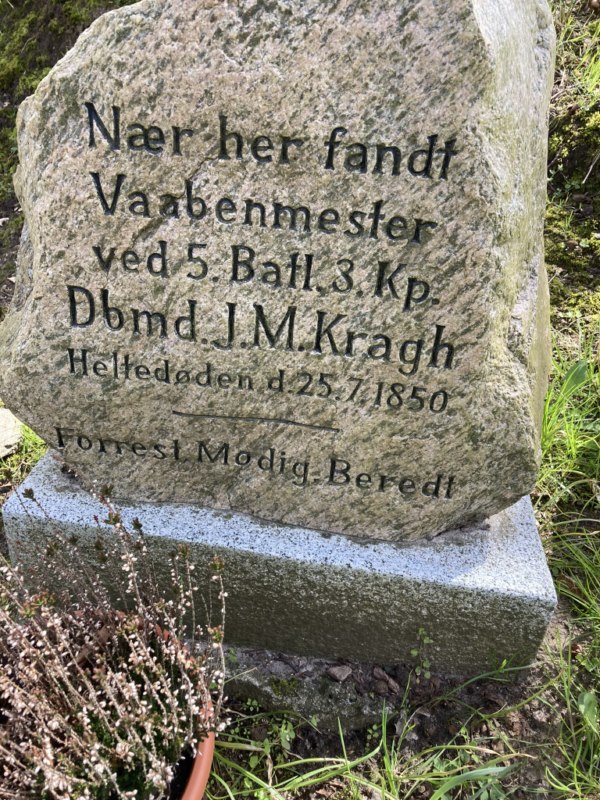 Nær her fandt
Vaabenmester
ved 5. Batl. 3. Kp.
Dbmd. J.M. Kragh
Heltedøden d. 25.7.1850
Forrest Modig. Beredt